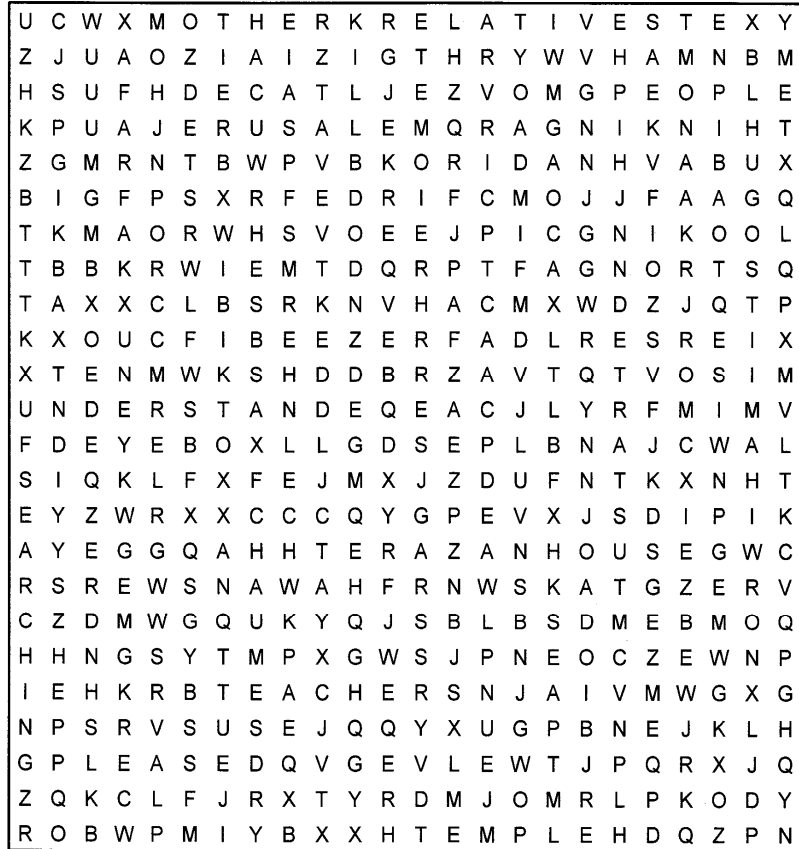 U C W X M O T H E R K R E L A T I V E S T E X Y
Z J U A O Z I A I Z I G T H R Y W V H A M N B M
H S U F H D E C A T L J E Z V O M G P E O P L E
K P U A J E R U S A L E M Q R A G N I K N I H T
Z G M R N T B W P V B K O R I D A N H V A B U X
B I G F P S X R F E D R I F C M O J J F A A G Q
T K M A O R W H S V O E E J P I C G N I K O O L
T B B K R W I E M T D Q R P T F A G N O R T S Q
T A X X C L B S R K N V H A C M X W D Z J Q T P
K X O U C F I B E E Z E R F A D L R E S R E I X
X T E N M W K S H D D B R Z A V T Q T V O S I M
U N D E R S T A N D E Q E A C J L Y R F M I M V
F D E Y E B O X L L G D S E P L B N A J C W A L
S I Q K L F X F E J M X J Z D U F N T K X N H T
E Y Z W R X X C C C Q Y G P E V X J S D I P I K
A Y E G G Q A H H T E R A Z A N H O U S E G W C
R S R E W S N A W A H F R N W S K A T G Z E R V
C Z D M W G Q U K Y Q J S B L B S D M E B M O Q
H H N G S Y T M P X G W S J P N E O C Z E W N P
I E H K R B T E A C H E R S N J A I V M W G X G
N P S R V S U S E J Q Q Y X U G P B N E J K L H
G P L E A S E D Q V G E V L E W T J P Q R X J Q
Z Q K C L F J R X T Y R D M J O M R L P K O D Y
R O B W P M I Y B X X H T E M P L E H D Q Z P N